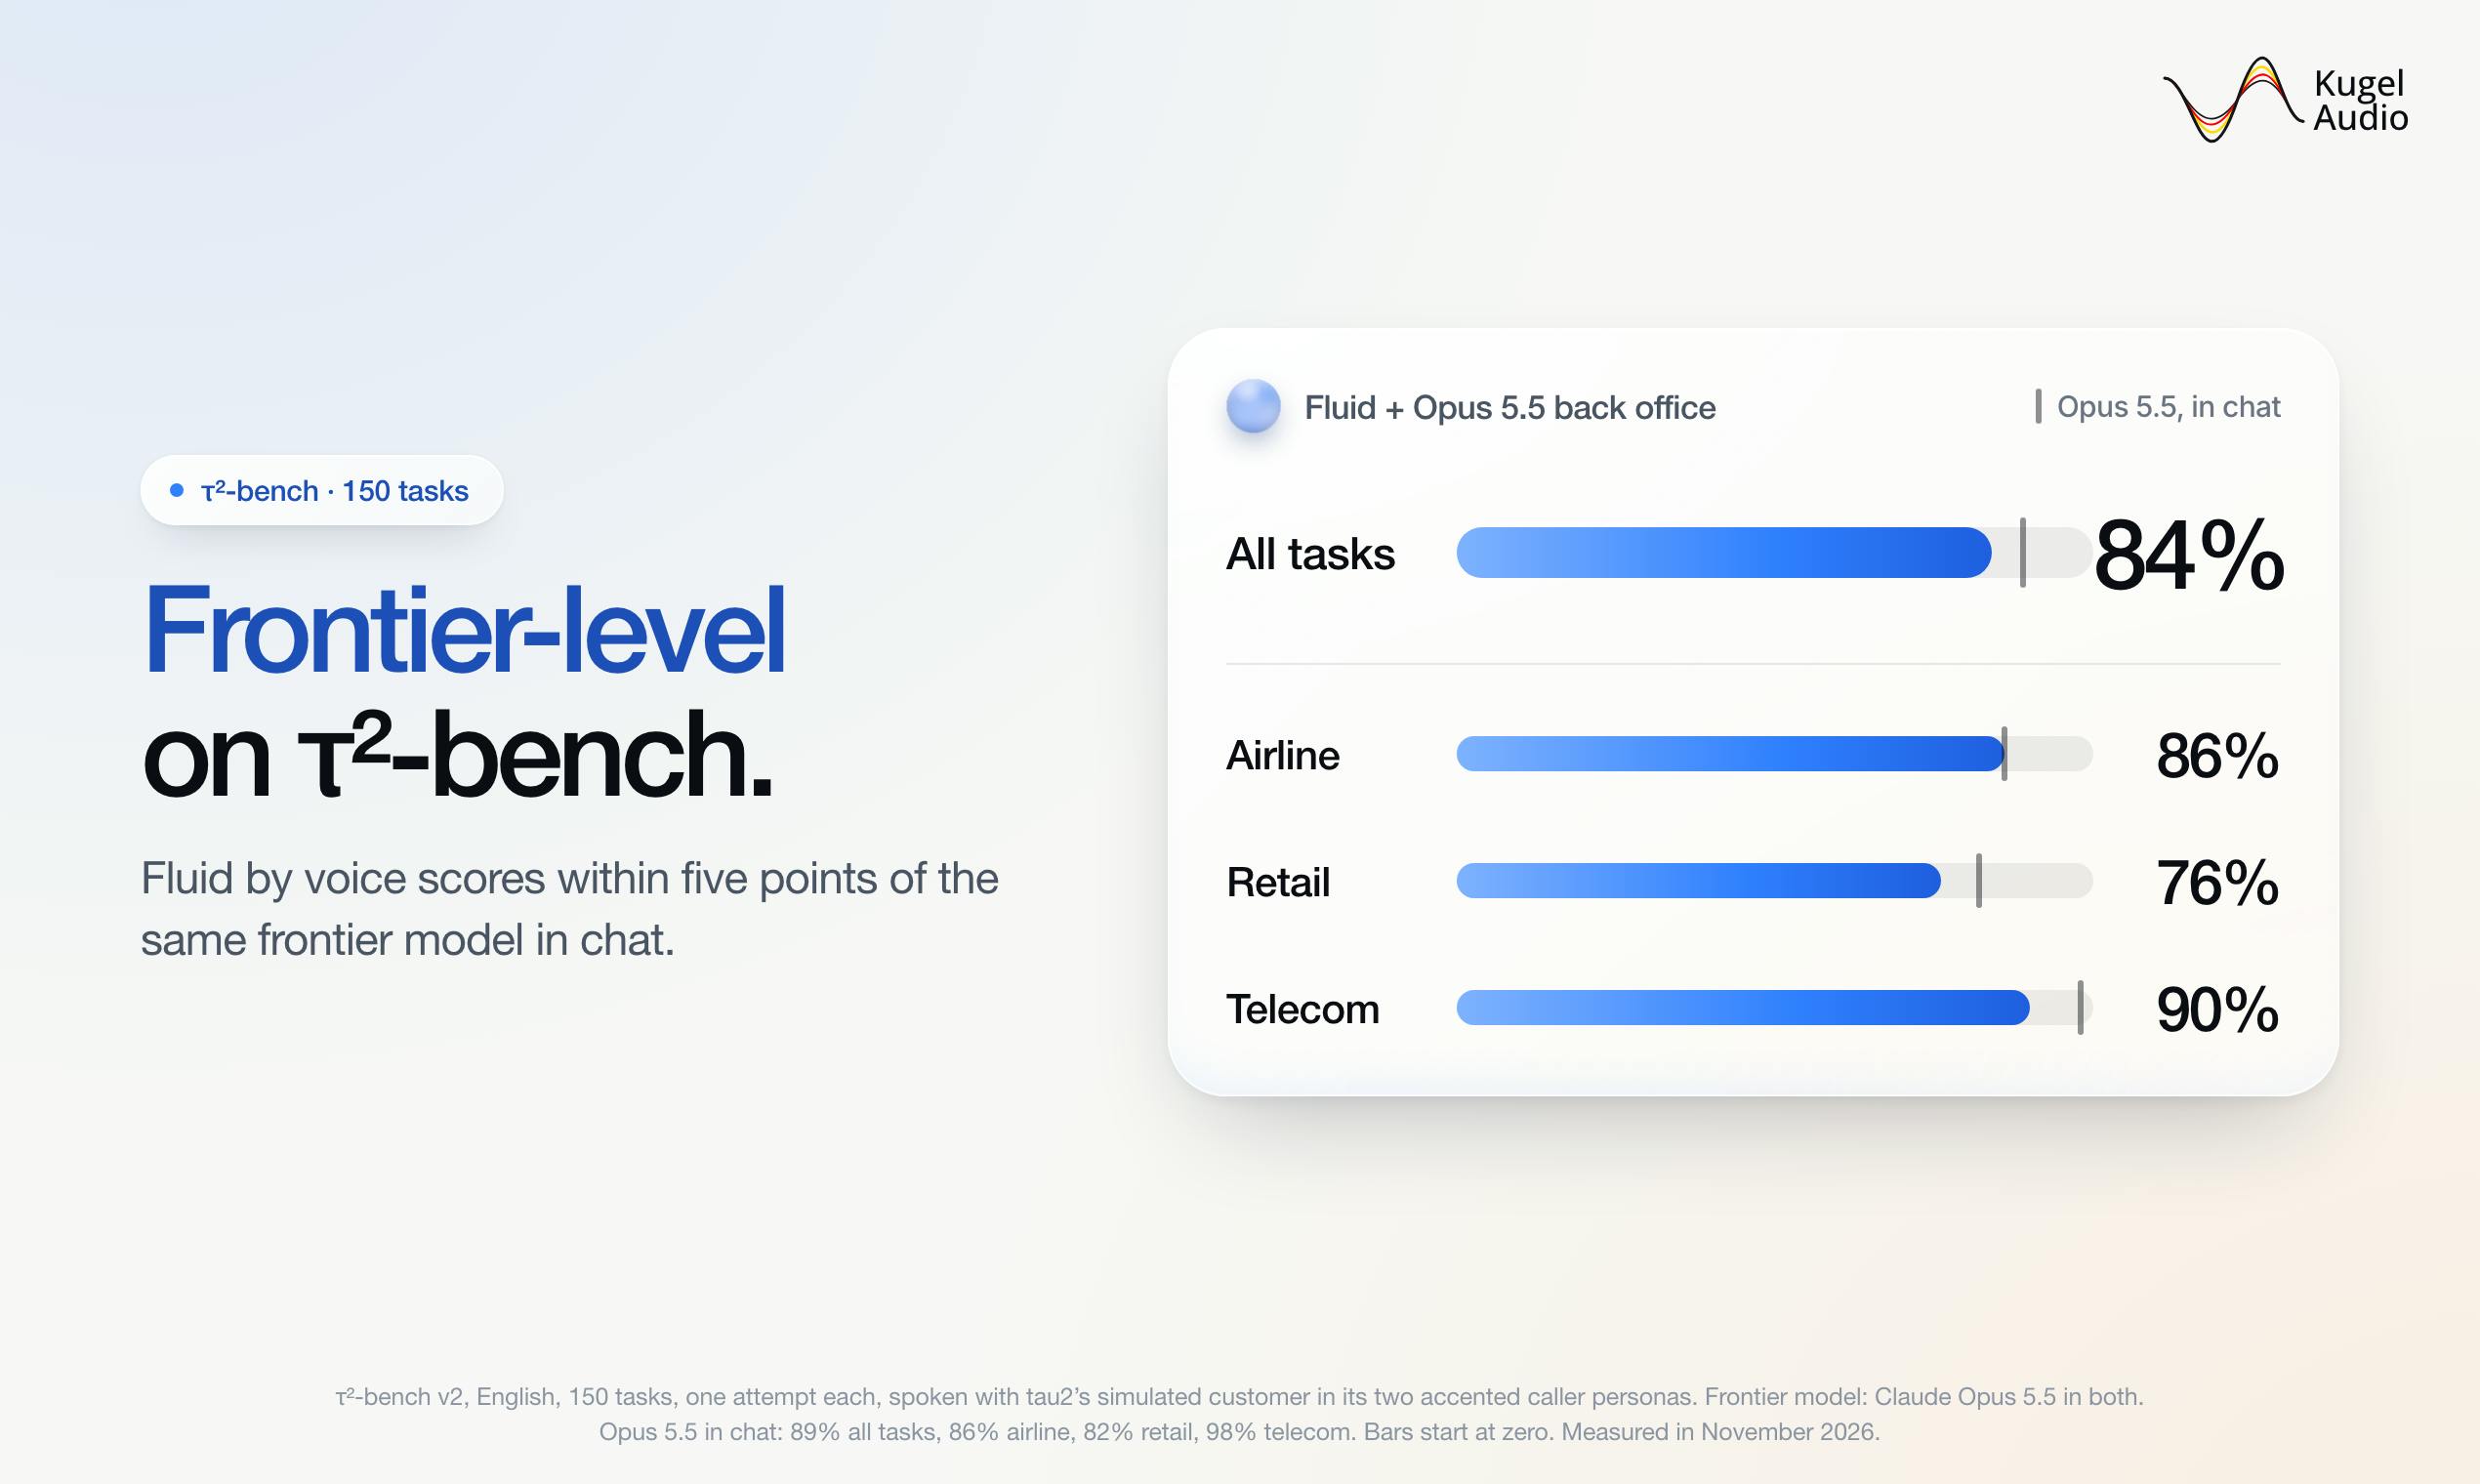 Kugel
Audio
τ²-bench · 150 tasks
Frontier-level
on τ²-bench.
Fluid by voice scores within five points of the
same frontier model in chat.
Fluid + Opus 5.5 back office
Opus 5.5, in chat
All tasks 84%
Airline 86%
Retail 76%
Telecom 90%
τ²-bench v2, English, 150 tasks, one attempt each, spoken with tau2’s simulated customer in its two accented caller personas. Frontier model: Claude Opus 5.5 in both.
Opus 5.5 in chat: 89% all tasks, 86% airline, 82% retail, 98% telecom. Bars start at zero. Measured in November 2026.